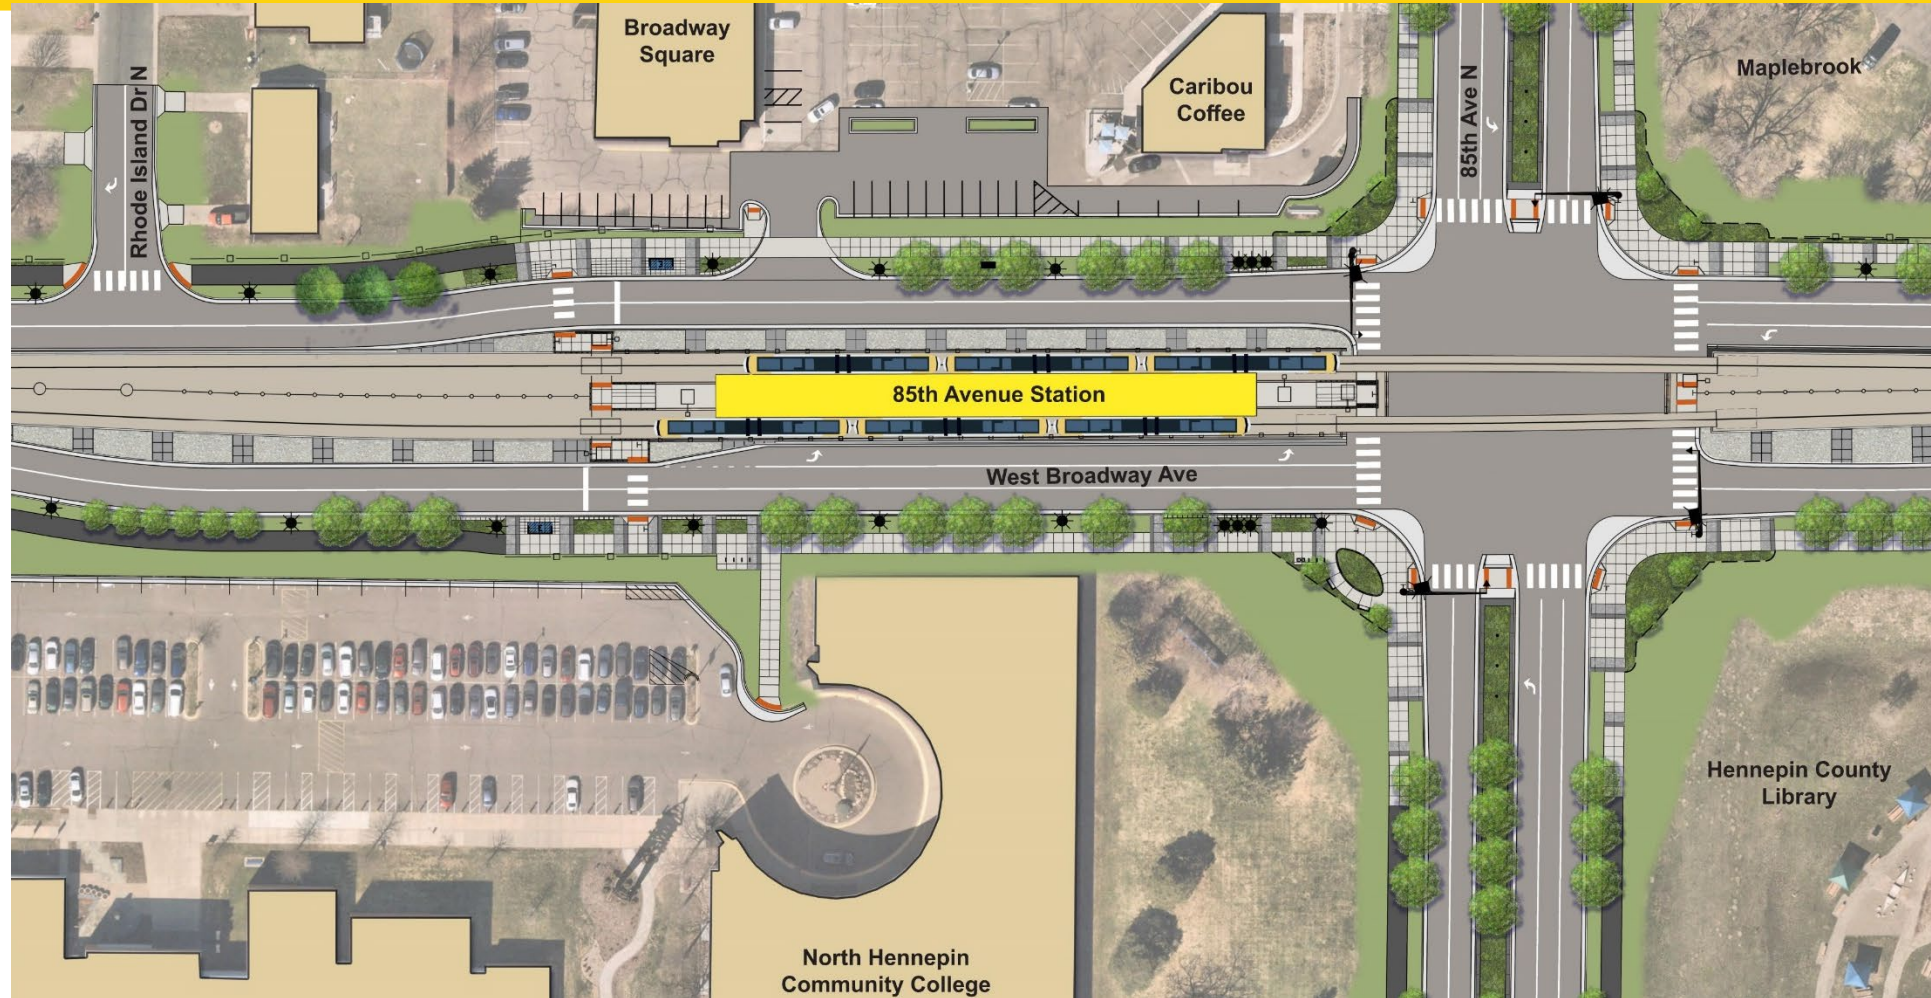 Broadway
Square
Caribou
Coffee
85th Ave N
Maplebrook
Rhode Island Dr N
85th Avenue Station
West Broadway Ave
Hennepin County
Library
North Hennepin
Community College